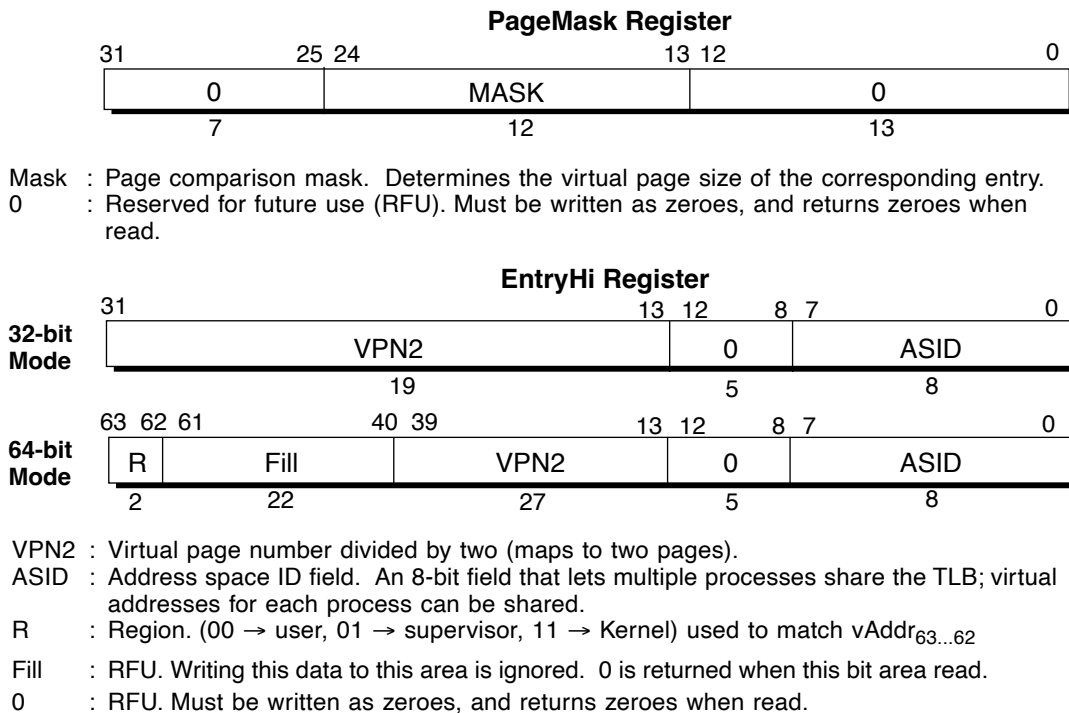 PageMask Register
31 25 24 13 12 0
0 MASK 0
7 12 13
Mask : Page comparison mask. Determines the virtual page size of the corresponding entry.
0 : Reserved for future use (RFU). Must be written as zeroes, and returns zeroes when
read.
EntryHi Register
31 13 12 8 7 0
32-bit
Mode
VPN2 0 ASID
19 5 8
63 62 61 40 39 13 12 8 7 0
64-bit
Mode
R Fill VPN2 0 ASID
2 22 27 5 8
VPN2 : Virtual page number divided by two (maps to two pages).
ASID : Address space ID field. An 8-bit field that lets multiple processes share the TLB; virtual
addresses for each process can be shared.
R : Region. (00 → user, 01 → supervisor, 11 → Kernel) used to match vAddr63...62
Fill : RFU. Writing this data to this area is ignored. 0 is returned when this bit area read.
0 : RFU. Must be written as zeroes, and returns zeroes when read.